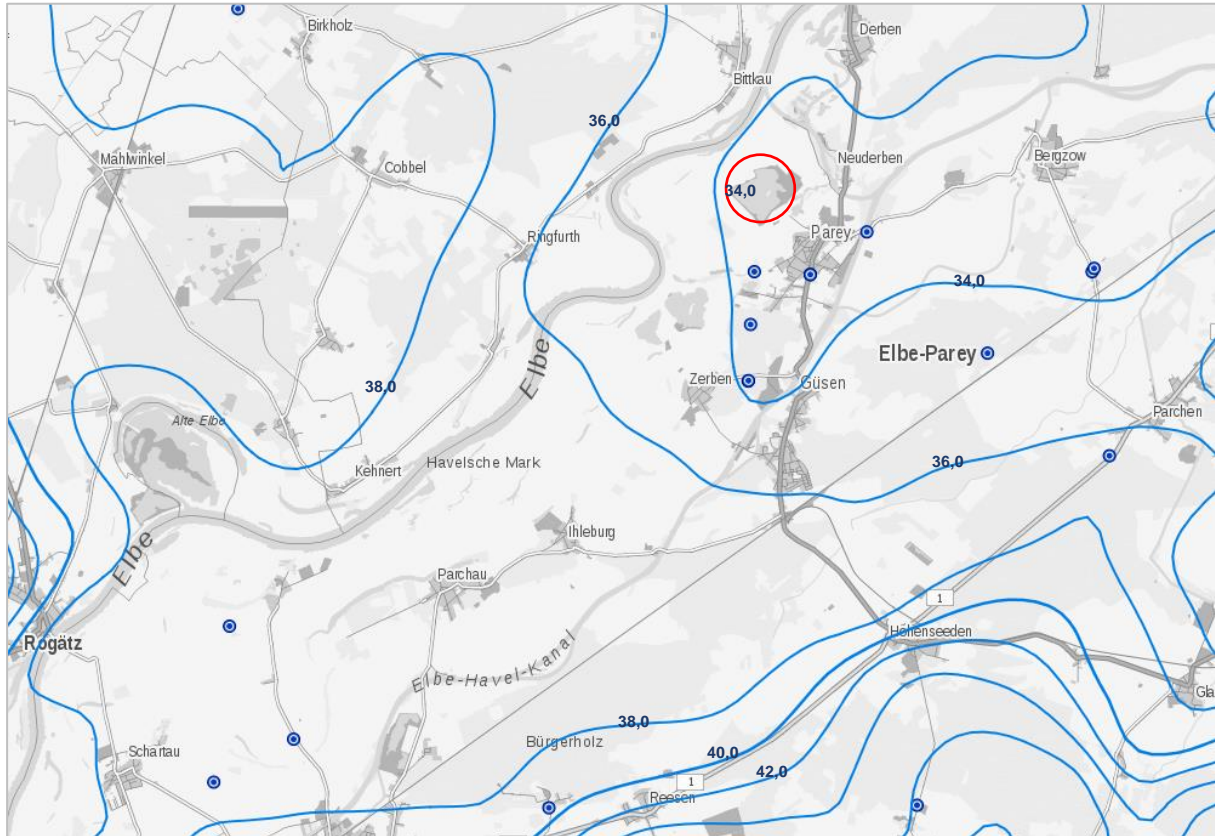 Birkholz
Derben
Bittkau
36,0
Mahlwinkel
Cobbel
Neuderben
Bergzow
34,0
Ringfurth
Parey
34,0
Elbe
Elbe-Parey
Zerben
Güsen
38,0
Parchen
Alte Elbe
Kehnert
Havelsche Mark
36,0
Ihleburg
Elbe
Parchau
1
Rogätz
Hohenseeden
Elbe-Havel-Kanal
Gla
38,0
Bürgerholz
40,0
Schartau
42,0
1
Reesen